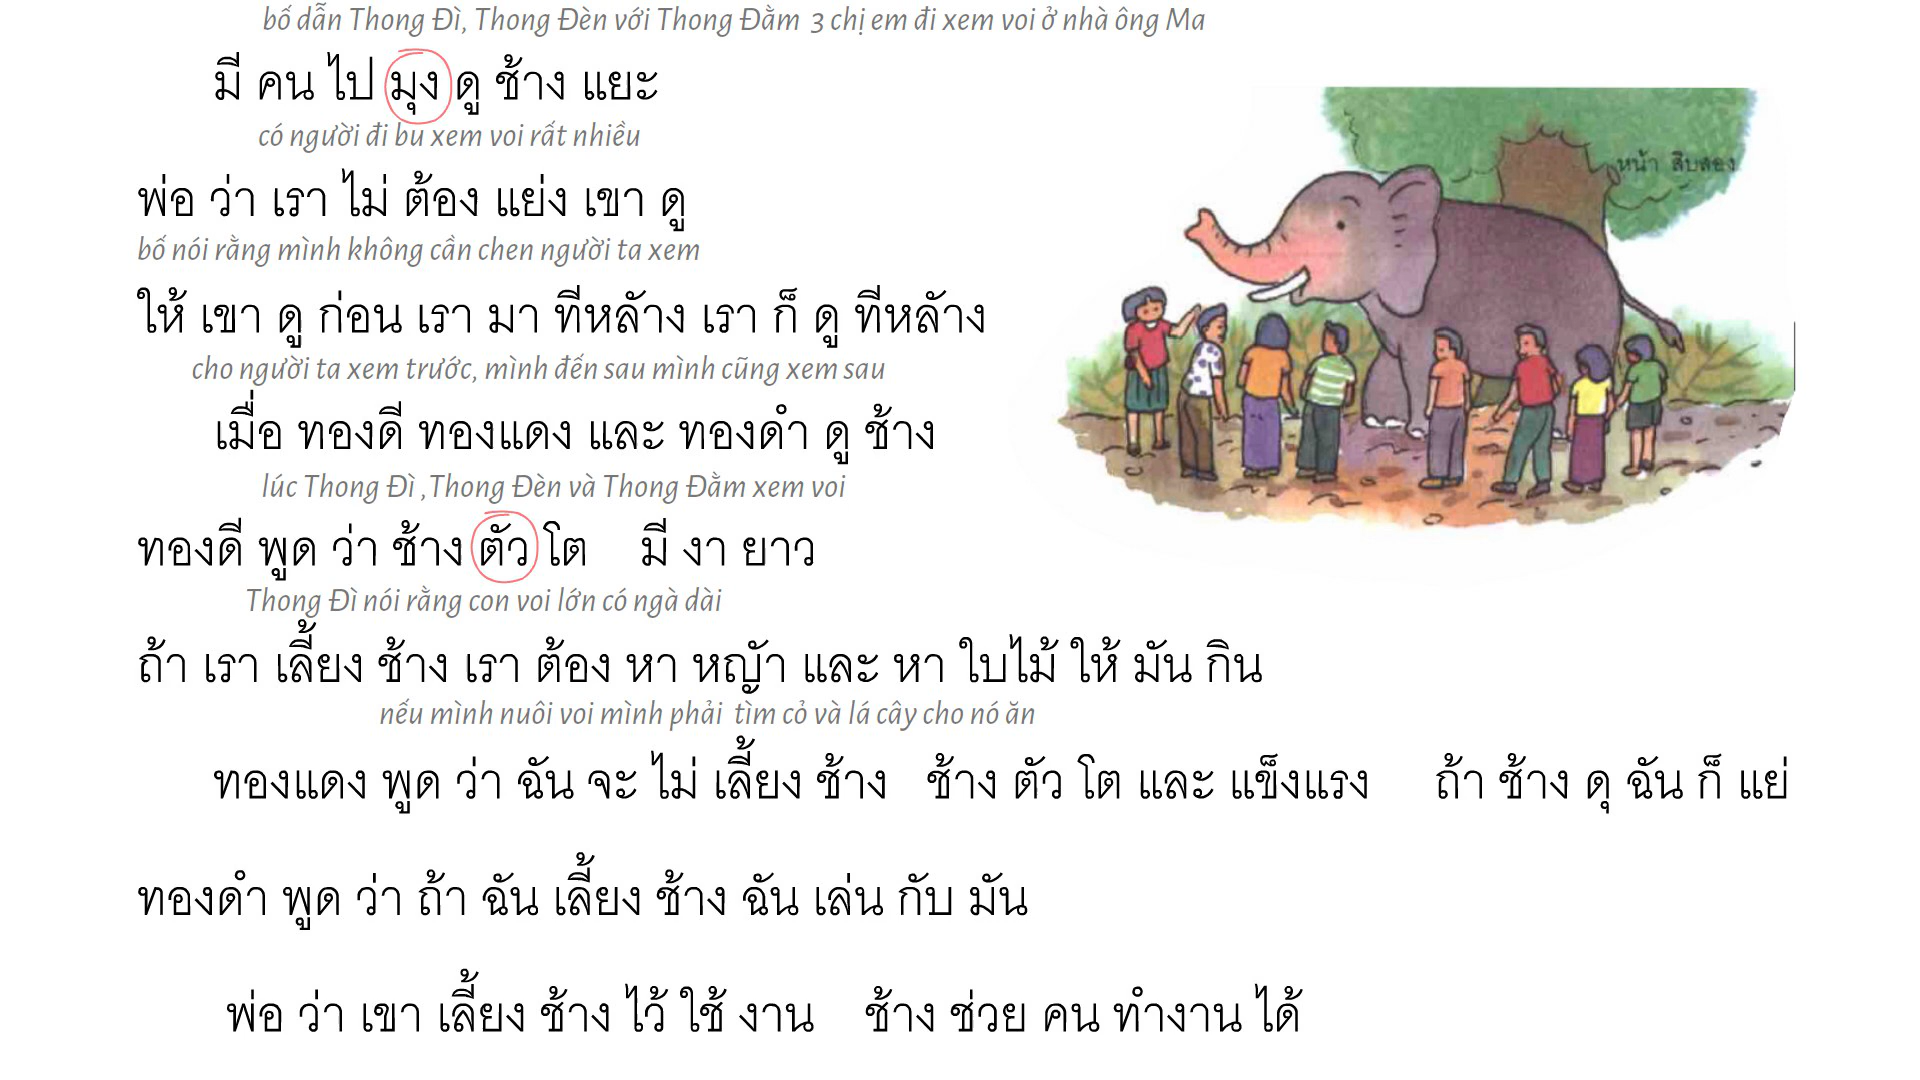 bố dẫn Thong Đì, Thong Đèn với Thong Đằm 3 chị em đi xem voi ở nhà ông Ma
มี คน ไป มุง ดู ช้าง แยะ
có người đi bu xem voi rất nhiều
หน้า สิบสอง
พ่อ ว่า เรา ไม่ ต้อง แย่ง เขา ดู
bố nói rằng mình không cần chen người ta xem
ให้ เขา ดู ก่อน เรา มา ทีหลัาง เรา ก็ ดู ทีหลัาง
cho người ta xem trước, mình đến sau mình cũng xem sau
เมื่อ ทองดี ทองแดง และ ทองดำ ดู ช้าง
lúc Thong Đì ,Thong Đèn và Thong Đằm xem voi
ทองดี พูด ว่า ช้าง ตัว โต มี งา ยาว
Thong Đì nói rằng con voi lớn có ngà dài
ถ้า เรา เลี้ยง ช้าง เรา ต้อง หา หญัา และ หา ใบไม้ ให้ มัน กิน
nếu mình nuôi voi mình phải tìm cỏ và lá cây cho nó ăn
ทองแดง พูด ว่า ฉัน จะ ไม่ เลี้ยง ช้าง ช้าง ตัว โต และ แข็งแรง ถ้า ช้าง ดุ ฉัน ก็ แย่
ทองดำ พูด ว่า ถ้า ฉัน เลี้ยง ช้าง ฉัน เล่น กับ มัน
พ่อ ว่า เขา เลี้ยง ช้าง ไว้ ใช้ งาน ช้าง ช่วย คน ทำงาน ได้